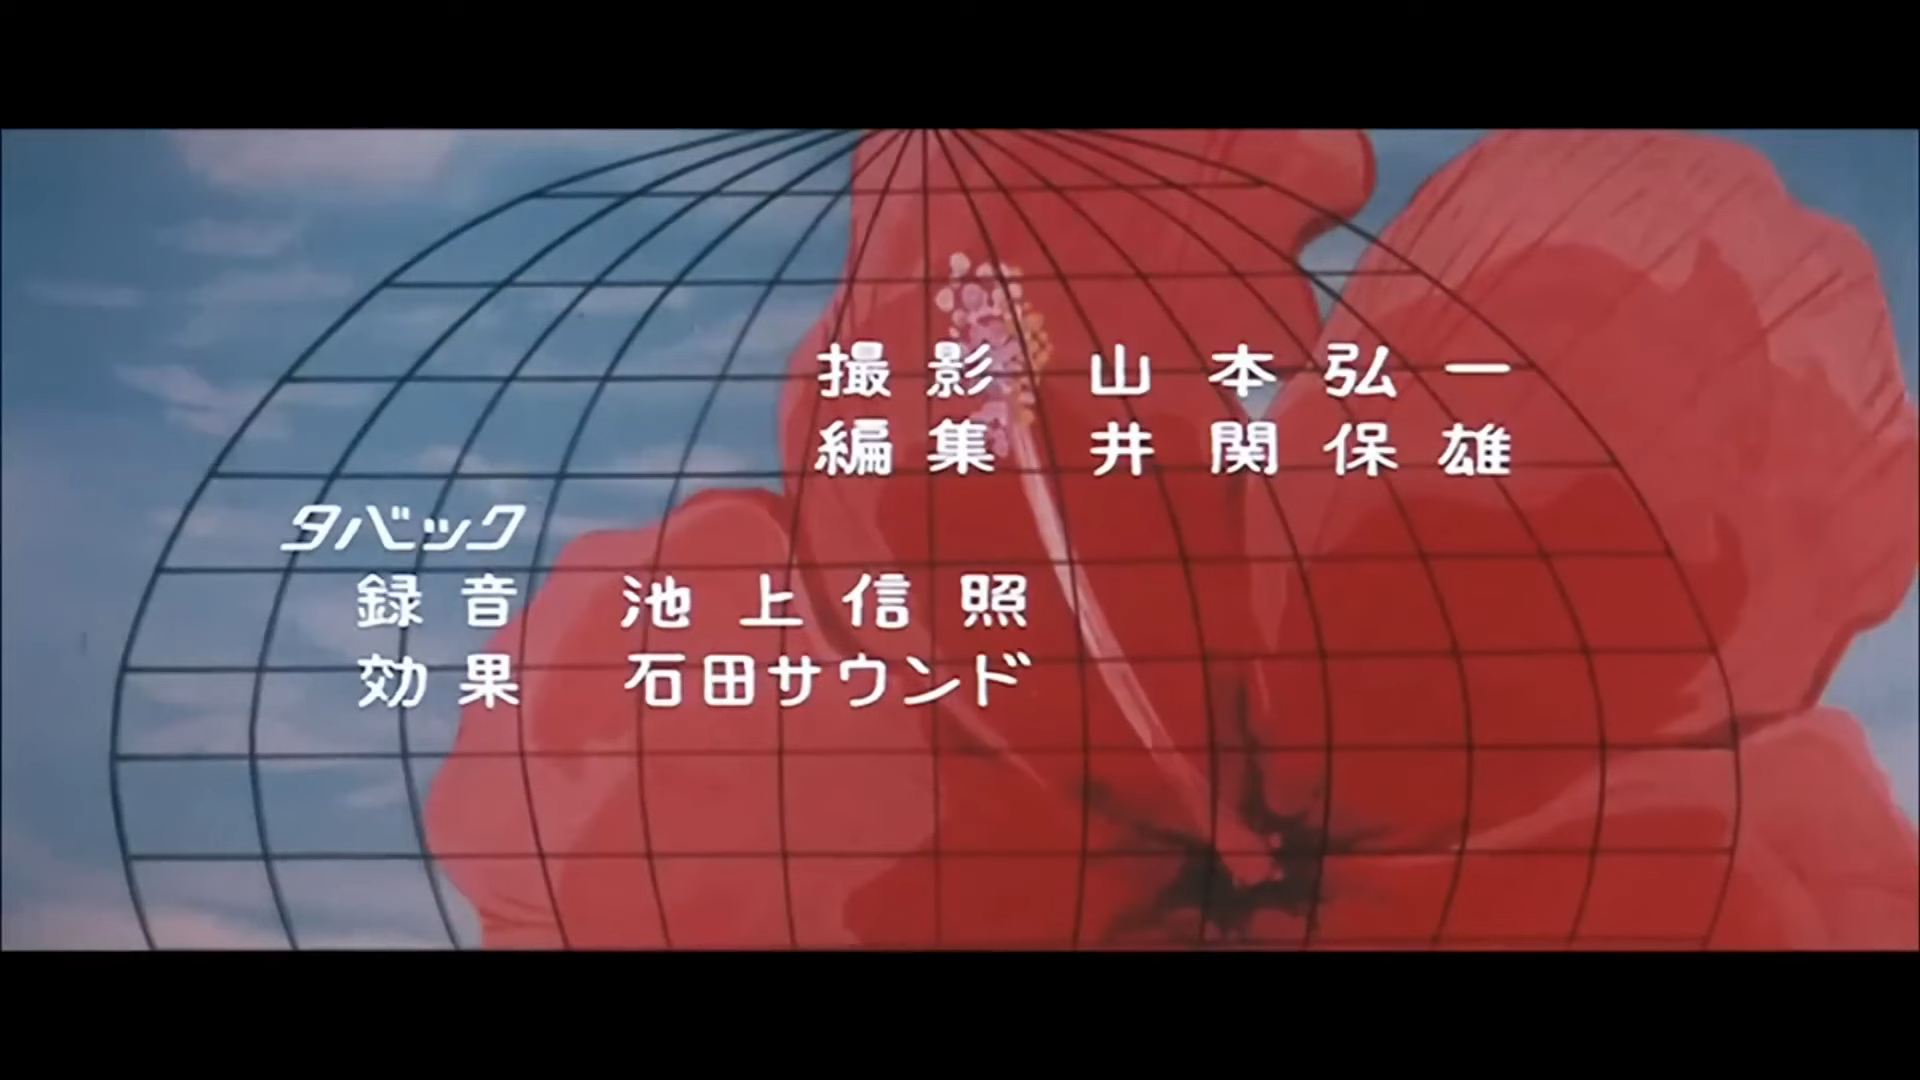 撮影 山本弘一
編集 井関保雄
タバック
録音 池上信照
効果 石田サウンド